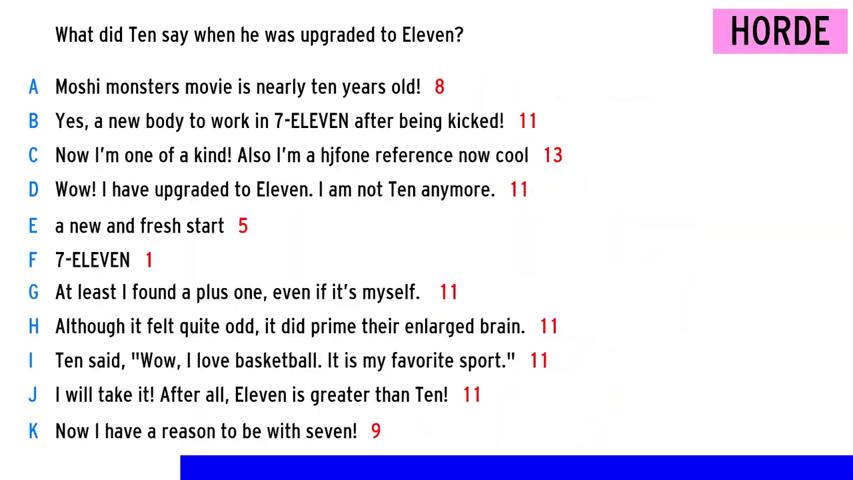 What did Ten say when he was upgraded to Eleven?
HORDE
A Moshi monsters movie is nearly ten years old! 8
B Yes, a new body to work in 7-ELEVEN after being kicked! 11
C Now I'm one of a kind! Also I'm a hjfone reference now cool 13
D Wow! I have upgraded to Eleven. I am not Ten anymore. 11
E a new and fresh start 5
F 7-ELEVEN 1
G At least I found a plus one, even if it's myself. 11
H Although it felt quite odd, it did prime their enlarged brain. 11
I Ten said, "Wow, I love basketball. It is my favorite sport." 11
J I will take it! After all, Eleven is greater than Ten! 11
K Now I have a reason to be with seven! 9